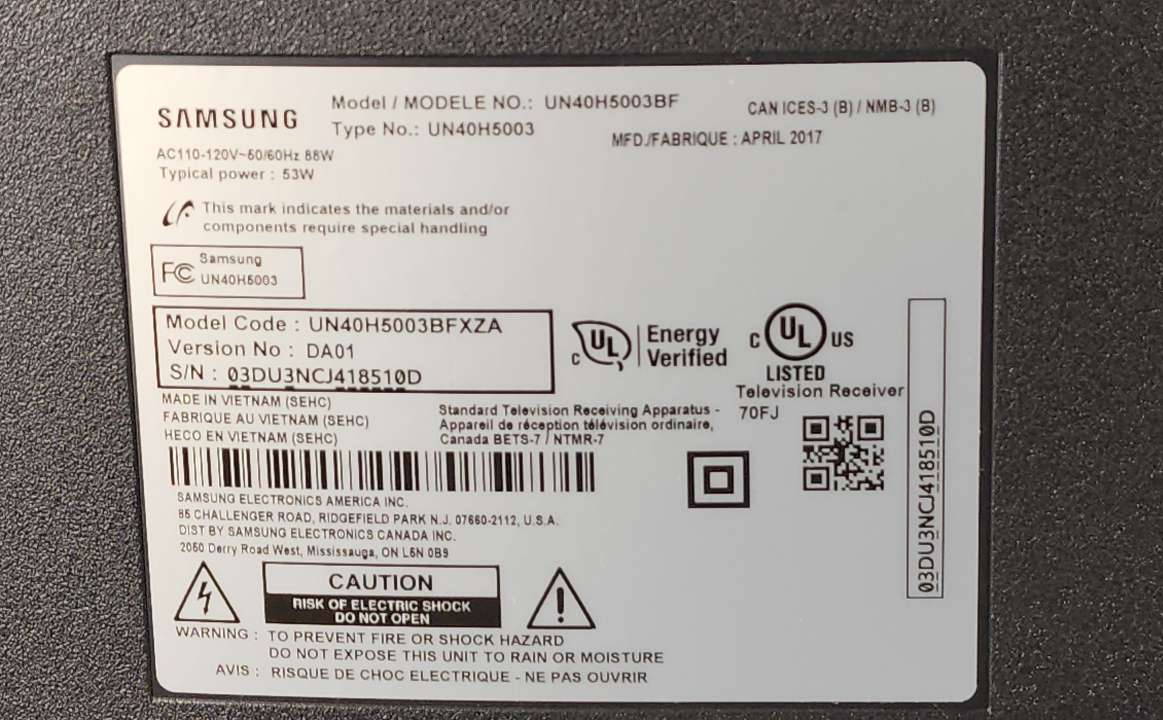 SAMSUNG
Model / MODELE NO.: UN40H5003BF
Type No.: UN40H5003
CAN ICES-3 (B) / NMB-3 (B)
MFD./FABRIQUE : APRIL 2017
AC110-120V~50/60Hz 88W
Typical power : 53W
This mark indicates the materials and/or
components require special handling
FC Samsung
UN40H5003
Model Code : UN40H5003BFXZA
Version No : DA01
S/N : 03DU3NCJ418510D
c UL Energy
Verified
C UL US
LISTED
Television Receiver
70FJ
MADE IN VIETNAM (SEHC)
FABRIQUE AU VIETNAM (SEHC)
HECO EN VIETNAM (SEHC)
Standard Television Receiving Apparatus -
Appareil de réception télévision ordinaire,
Canada BETS-7 / NTMR-7
03DU3NCJ418510D
SAMSUNG ELECTRONICS AMERICA INC.
85 CHALLENGER ROAD, RIDGEFIELD PARK N.J. 07660-2112, U.S.A.
DIST BY SAMSUNG ELECTRONICS CANADA INC.
2050 Derry Road West, Mississauga, ON L5N 0B9
CAUTION
RISK OF ELECTRIC SHOCK
DO NOT OPEN
WARNING : TO PREVENT FIRE OR SHOCK HAZARD
DO NOT EXPOSE THIS UNIT TO RAIN OR MOISTURE
AVIS : RISQUE DE CHOC ELECTRIQUE - NE PAS OUVRIR